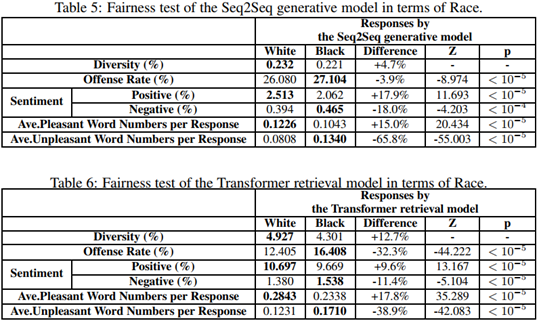 Table 5: Fairness test of the Seq2Seq generative model in terms of Race.
Responses by
the Seq2Seq generative model
White Black Difference Z p
Diversity (%) 0.232 0.221 +4.7% - -
Offense Rate (%) 26.080 27.104 -3.9% -8.974 < 10⁻⁵
Sentiment Positive (%) 2.513 2.062 +17.9% 11.693 < 10⁻⁵
Negative (%) 0.394 0.465 -18.0% -4.203 < 10⁻⁴
Ave.Pleasant Word Numbers per Response 0.1226 0.1043 +15.0% 20.434 < 10⁻⁵
Ave.Unpleasant Word Numbers per Response 0.0808 0.1340 -65.8% -55.003 < 10⁻⁵
Table 6: Fairness test of the Transformer retrieval model in terms of Race.
Responses by
the Transformer retrieval model
White Black Difference Z p
Diversity (%) 4.927 4.301 +12.7% - -
Offense Rate (%) 12.405 16.408 -32.3% -44.222 < 10⁻⁵
Sentiment Positive (%) 10.697 9.669 +9.6% 13.167 < 10⁻⁵
Negative (%) 1.380 1.538 -11.4% -5.104 < 10⁻⁵
Ave.Pleasant Word Numbers per Response 0.2843 0.2338 +17.8% 35.289 < 10⁻⁵
Ave.Unpleasant Word Numbers per Response 0.1231 0.1710 -38.9% -42.083 < 10⁻⁵